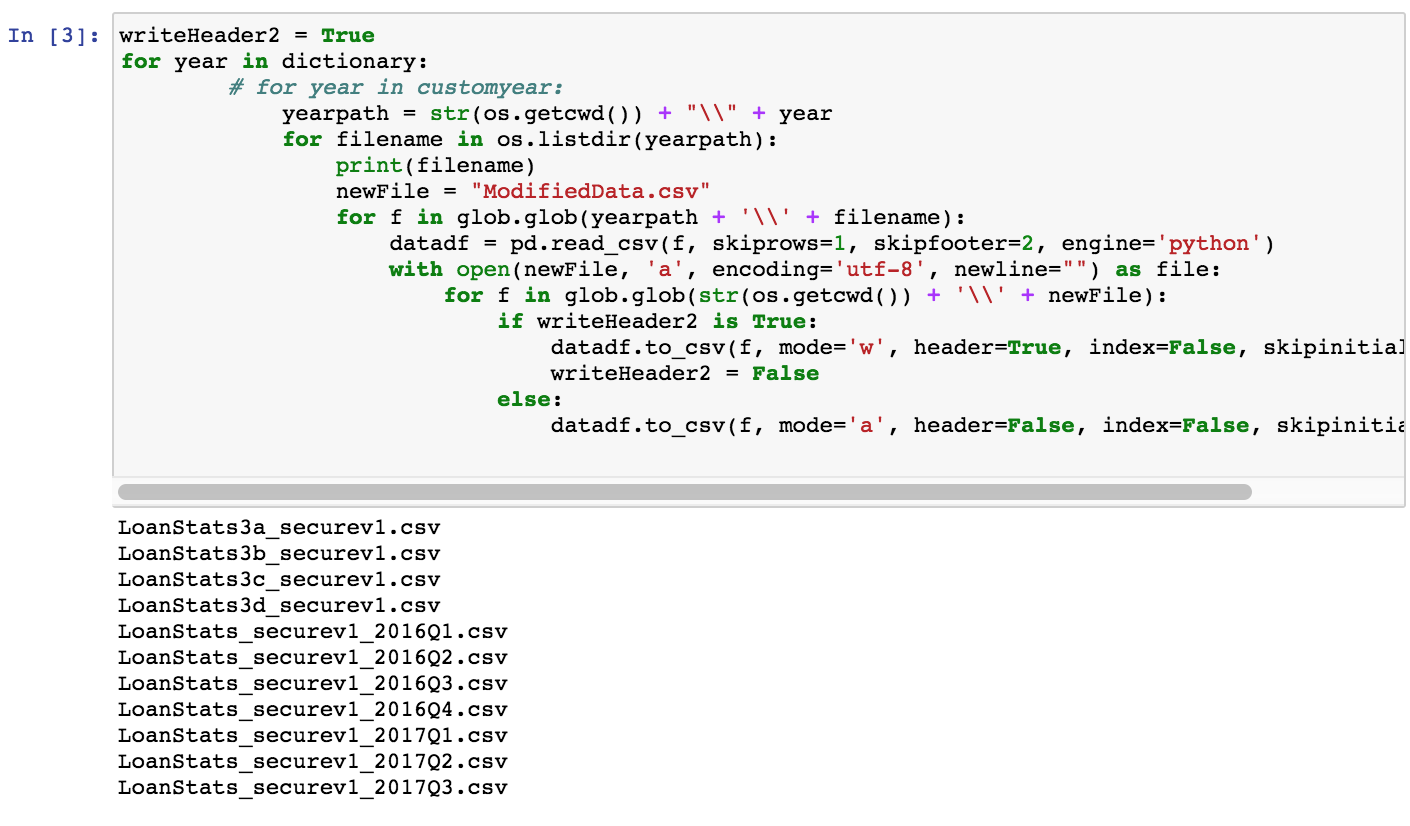 In [3]: writeHeader2 = True
for year in dictionary:
# for year in customyear:
yearpath = str(os.getcwd()) + "\\" + year
for filename in os.listdir(yearpath):
print(filename)
newFile = "ModifiedData.csv"
for f in glob.glob(yearpath + '\\' + filename):
datadf = pd.read_csv(f, skiprows=1, skipfooter=2, engine='python')
with open(newFile, 'a', encoding='utf-8', newline="") as file:
for f in glob.glob(str(os.getcwd()) + '\\' + newFile):
if writeHeader2 is True:
datadf.to_csv(f, mode='w', header=True, index=False, skipinitial
writeHeader2 = False
else:
datadf.to_csv(f, mode='a', header=False, index=False, skipinitia
LoanStats3a_securev1.csv
LoanStats3b_securev1.csv
LoanStats3c_securev1.csv
LoanStats3d_securev1.csv
LoanStats_securev1_2016Q1.csv
LoanStats_securev1_2016Q2.csv
LoanStats_securev1_2016Q3.csv
LoanStats_securev1_2016Q4.csv
LoanStats_securev1_2017Q1.csv
LoanStats_securev1_2017Q2.csv
LoanStats_securev1_2017Q3.csv